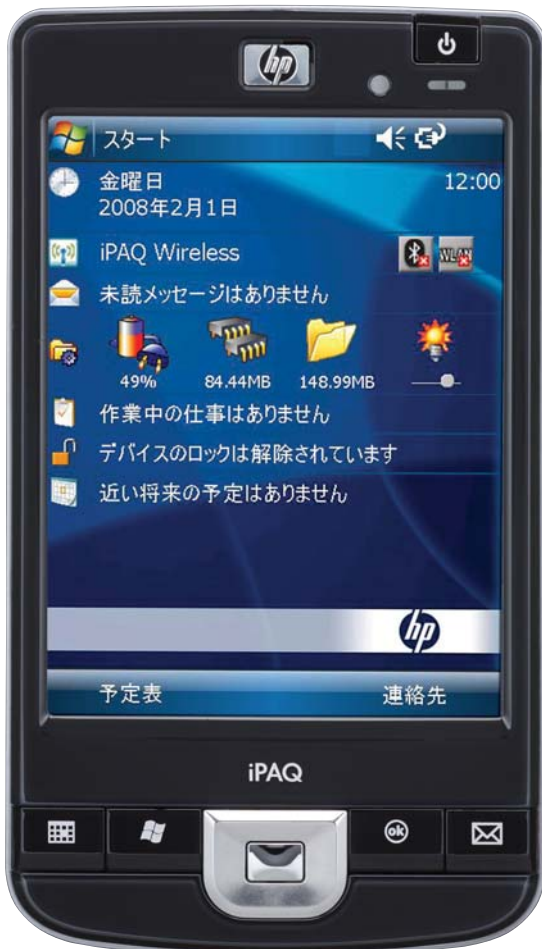 hp
スタート
金曜日
12:00
2008年2月1日
iPAQ Wireless
WLAN
未読メッセージはありません
49%
84.44MB
148.99MB
作業中の仕事はありません
デバイスのロックは解除されています
近い将来の予定はありません
hp
予定表
連絡先
iPAQ
ok